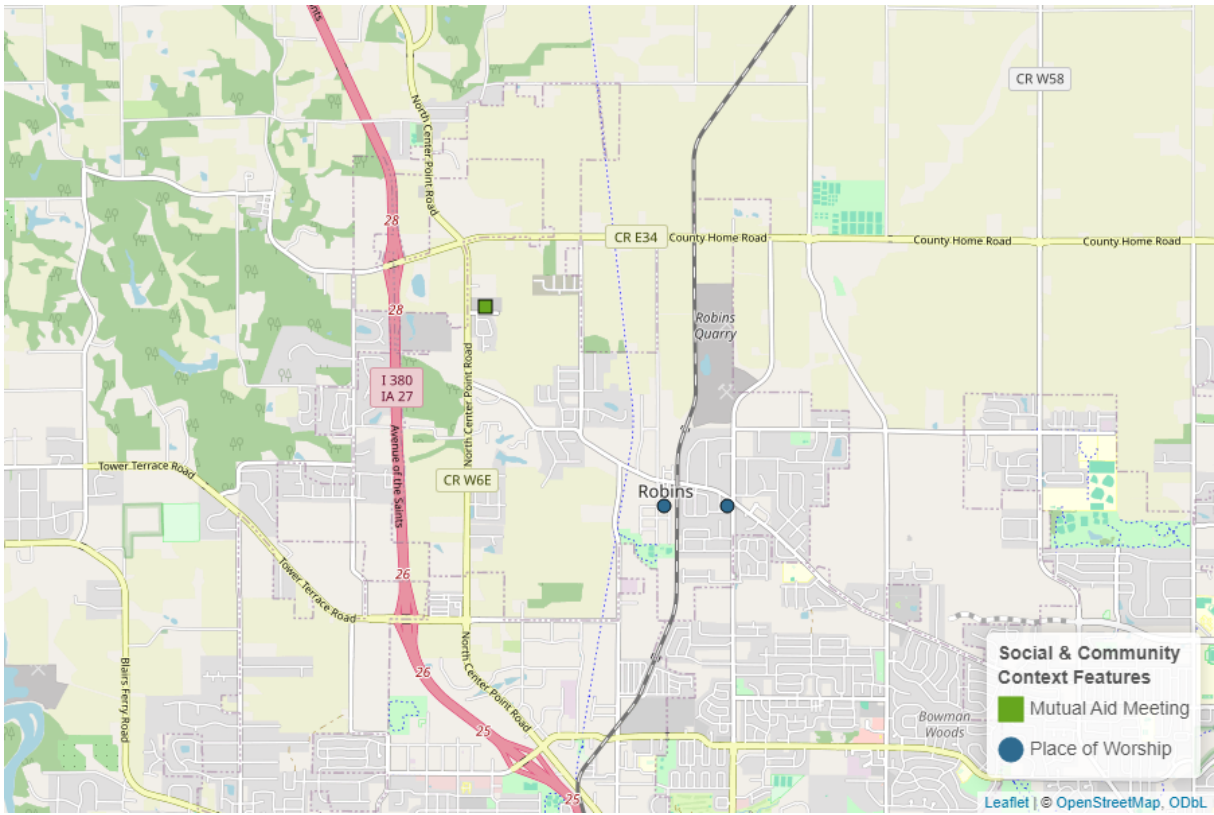 nts
CR W58
North Center Point Road
28
CR E34
County Home Road
County Home Road
County Home Road
28
Robins
Quarry
I 380
IA 27
North Center Point Road
Avenue of the Saints
Tower Terrace Road
CR W6E
Robins
26
Tower Terrace Road
26
North Center Point Road
Blairs Ferry Road
25
Bowman
Woods
25
Social & Community
Context Features
Mutual Aid Meeting
Place of Worship
Leaflet | © OpenStreetMap, ODbL